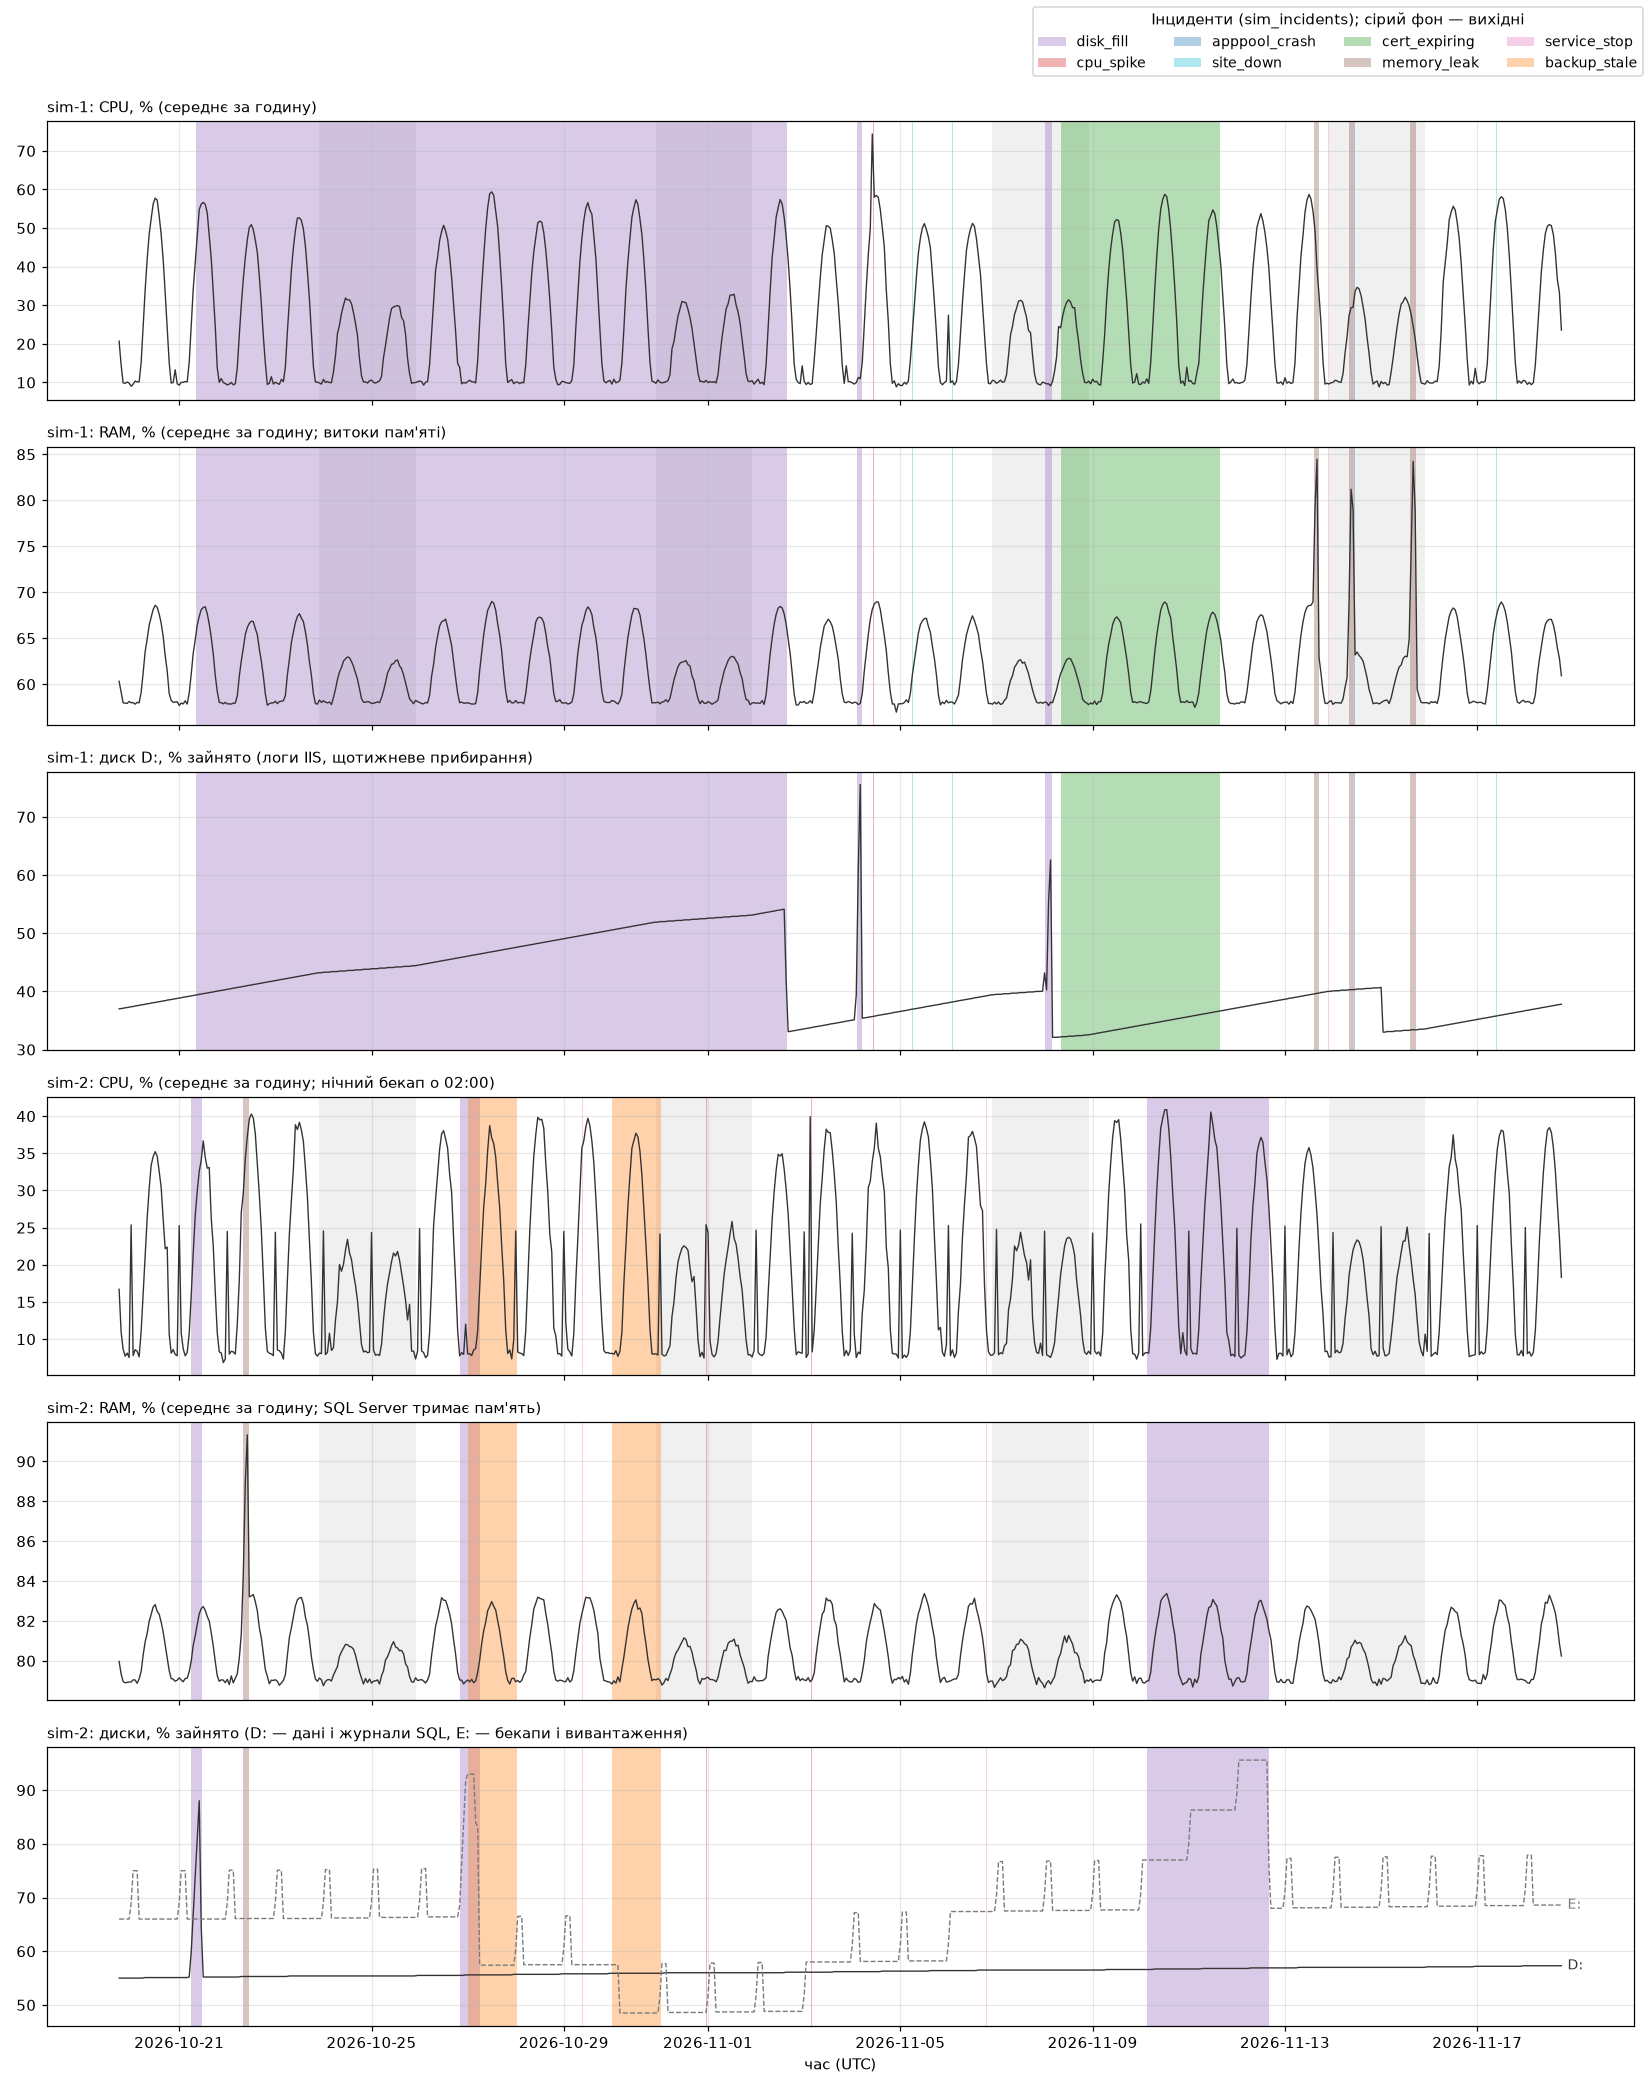 Інциденти (sim_incidents); сірий фон — вихідні
disk_fill apppool_crash cert_expiring service_stop
cpu_spike site_down memory_leak backup_stale
sim-1: CPU, % (середнє за годину)
70
60
50
40
30
20
10
sim-1: RAM, % (середнє за годину; витоки пам'яті)
85
80
75
70
65
60
sim-1: диск D:, % зайнято (логи IIS, щотижневе прибирання)
70
60
50
40
30
sim-2: CPU, % (середнє за годину; нічний бекап о 02:00)
40
35
30
25
20
15
10
sim-2: RAM, % (середнє за годину; SQL Server тримає пам'ять)
90
88
86
84
82
80
sim-2: диски, % зайнято (D: — дані і журнали SQL, E: — бекапи і вивантаження)
90
80
70
E:
60
D:
50
2026-10-21 2026-10-25 2026-10-29 2026-11-01 2026-11-05 2026-11-09 2026-11-13 2026-11-17
час (UTC)